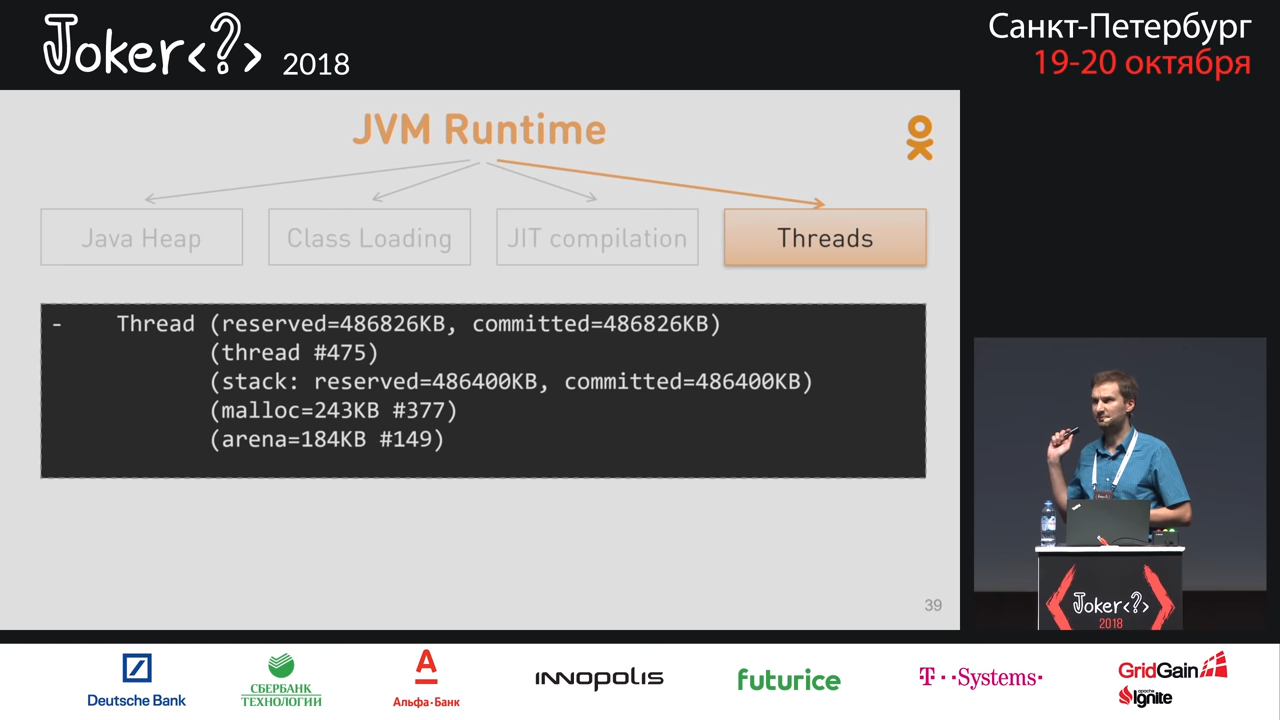 Joker<?> 2018
Санкт-Петербург
19-20 октября
JVM Runtime
Java Heap
Class Loading
JIT compilation
Threads
- Thread (reserved=486826KB, committed=486826KB)
(thread #475)
(stack: reserved=486400KB, committed=486400KB)
(malloc=243KB #377)
(arena=184KB #149)
39
Joker<?>
2018
Deutsche Bank
СБЕРБАНК
ТЕХНОЛОГИИ
А
Альфа·Банк
INNOPOLIS
futurice
T··Systems·
GridGain
APACHE
Ignite